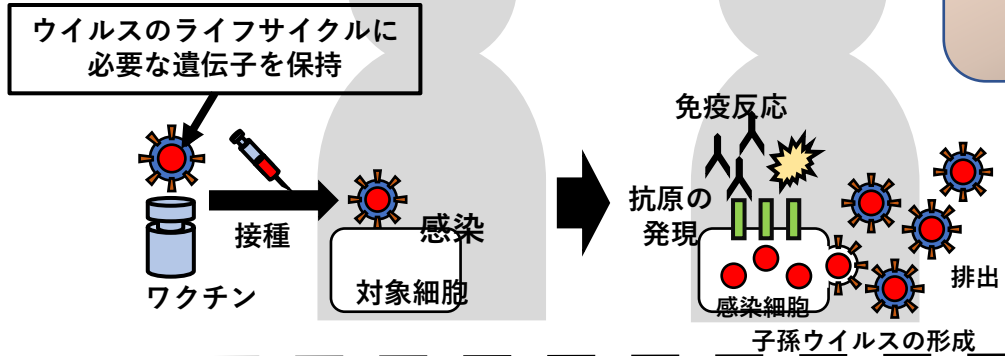 ウイルスのライフサイクルに
必要な遺伝子を保持
接種
ワクチン
感染
対象細胞
免疫反応
抗原の
発現
感染細胞
排出
子孫ウイルスの形成